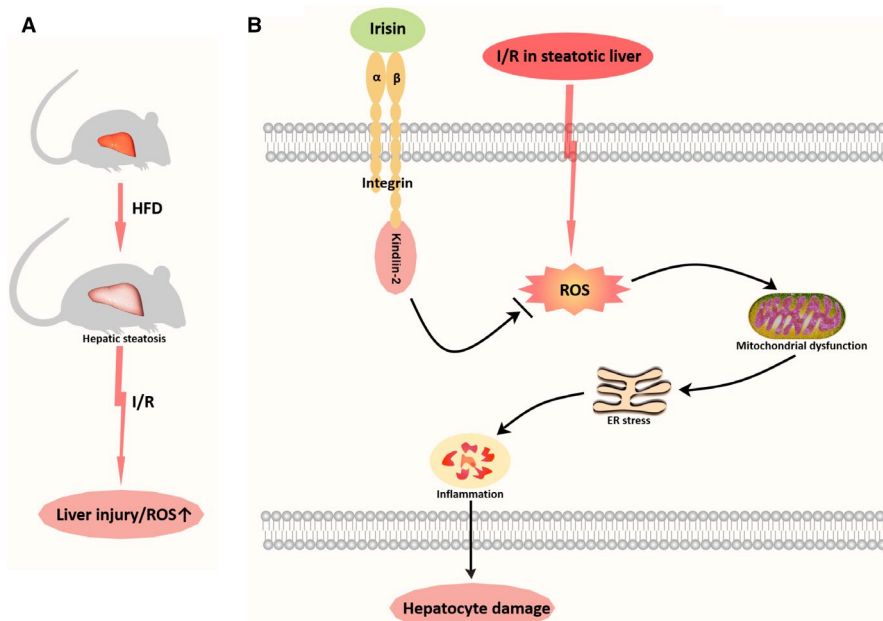 A
HFD
Hepatic steatosis
I/R
Liver injury/ROS↑
B
Irisin
I/R in steatotic liver
α β
Integrin
Kindlin-2
ROS
Mitochondrial dysfunction
ER stress
Inflammation
Hepatocyte damage